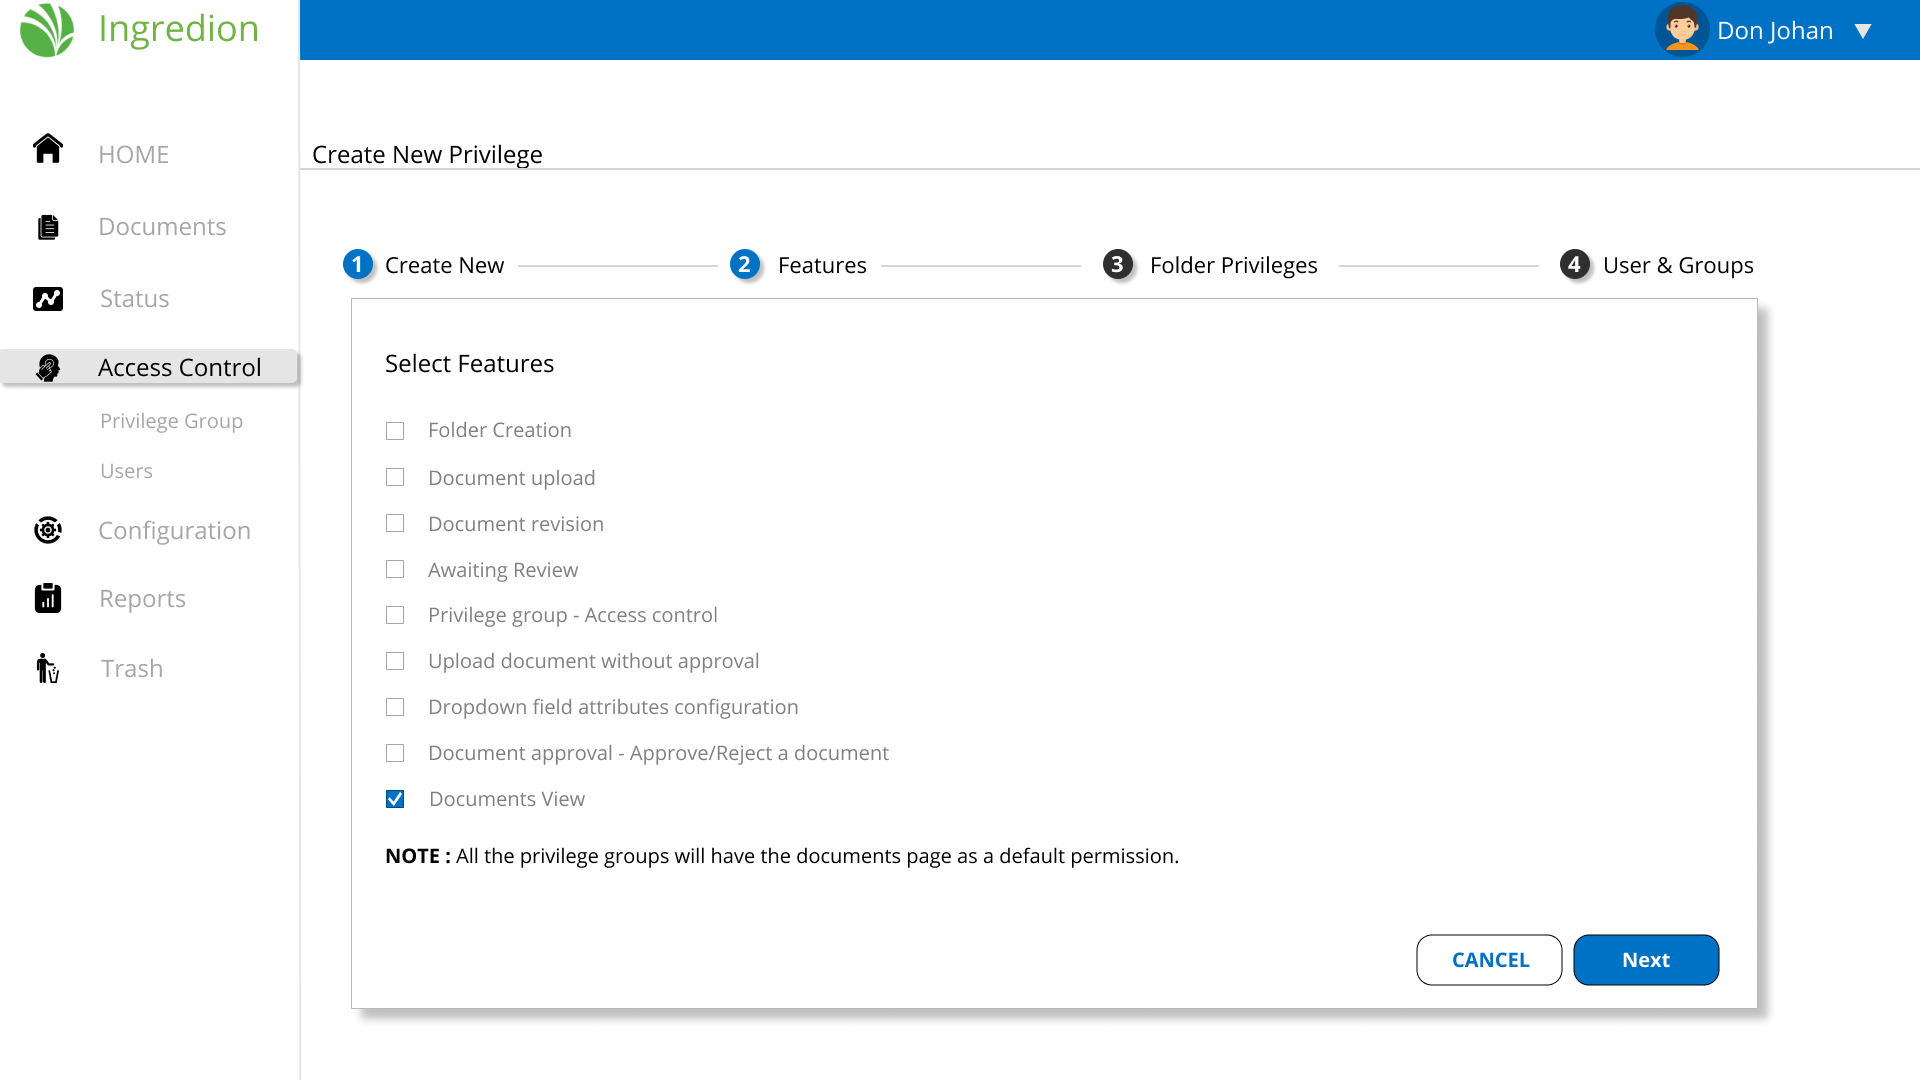 Ingredion
Don Johan
HOME
Documents
Status
Access Control
Privilege Group
Users
Configuration
Reports
Trash
Create New Privilege
1 Create New
2 Features
3 Folder Privileges
4 User & Groups
Select Features
Folder Creation
Document upload
Document revision
Awaiting Review
Privilege group - Access control
Upload document without approval
Dropdown field attributes configuration
Document approval - Approve/Reject a document
Documents View
NOTE : All the privilege groups will have the documents page as a default permission.
CANCEL
Next